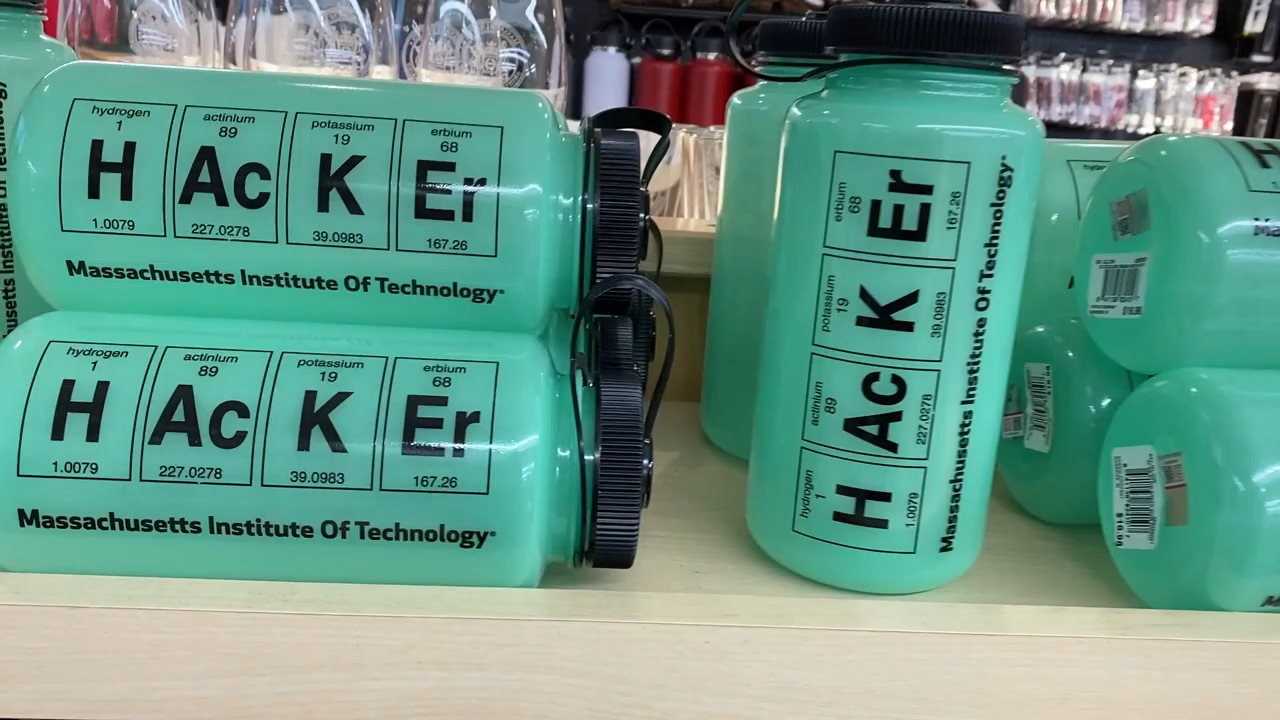 hydrogen actinium potassium erbium
1 89 19 68
H Ac K Er
1.0079 227.0278 39.0983 167.26
Massachusetts Institute Of Technology
hydrogen actinium potassium erbium
1 89 19 68
H Ac K Er
1.0079 227.0278 39.0983 167.26
Massachusetts Institute Of Technology
hydrogen actinium potassium erbium
1 89 19 68
H Ac K Er
1.0079 227.0278 39.0983 167.26
Massachusetts Institute Of Technology